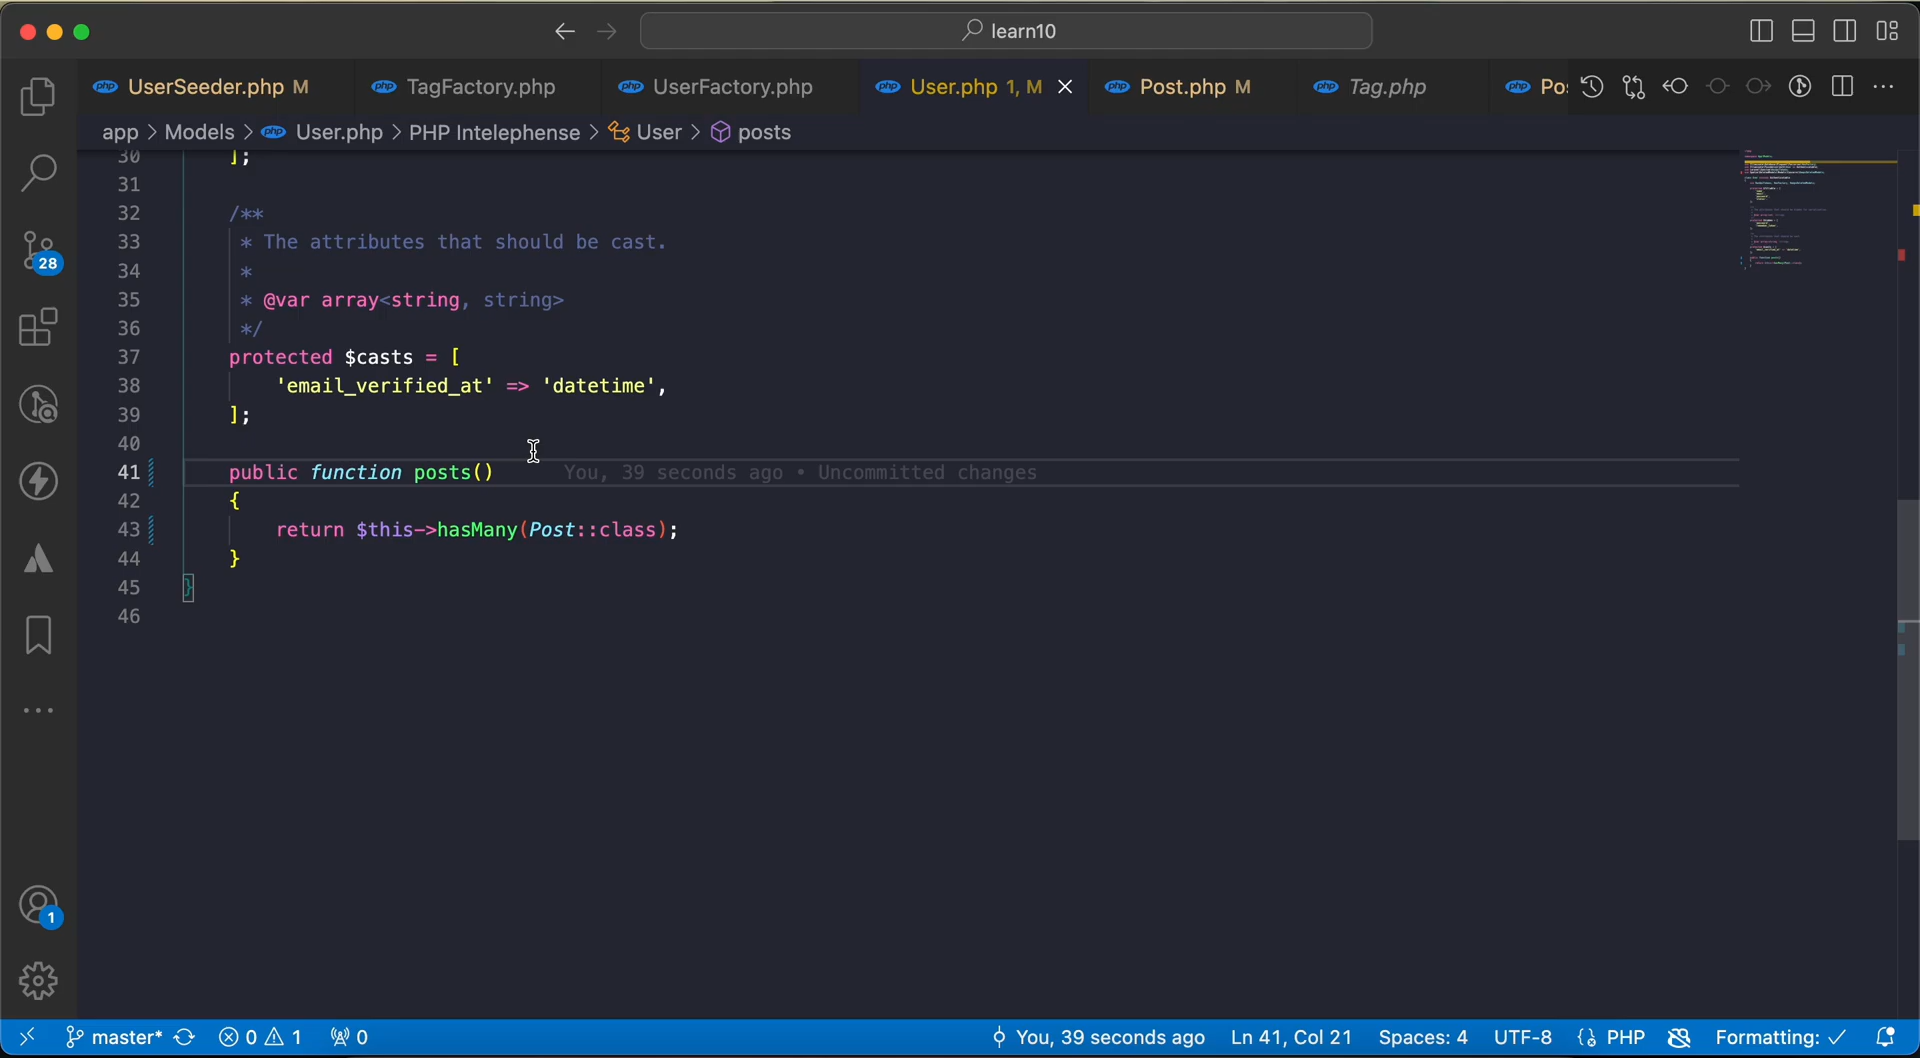 learn10
UserSeeder.php M
TagFactory.php
UserFactory.php
User.php 1, M
Post.php M
Tag.php
Po
app > Models > User.php > PHP Intelephense > User > posts
30 ];
31
32 /**
33 * The attributes that should be cast.
34 *
35 * @var array<string, string>
36 */
37 protected $casts = [
38 'email_verified_at' => 'datetime',
39 ];
40
41 public function posts() You, 39 seconds ago • Uncommitted changes
42 {
43 return $this->hasMany(Post::class);
44 }
45 }
46
28
1
master* 0 1 0 You, 39 seconds ago Ln 41, Col 21 Spaces: 4 UTF-8 PHP Formatting: ✓